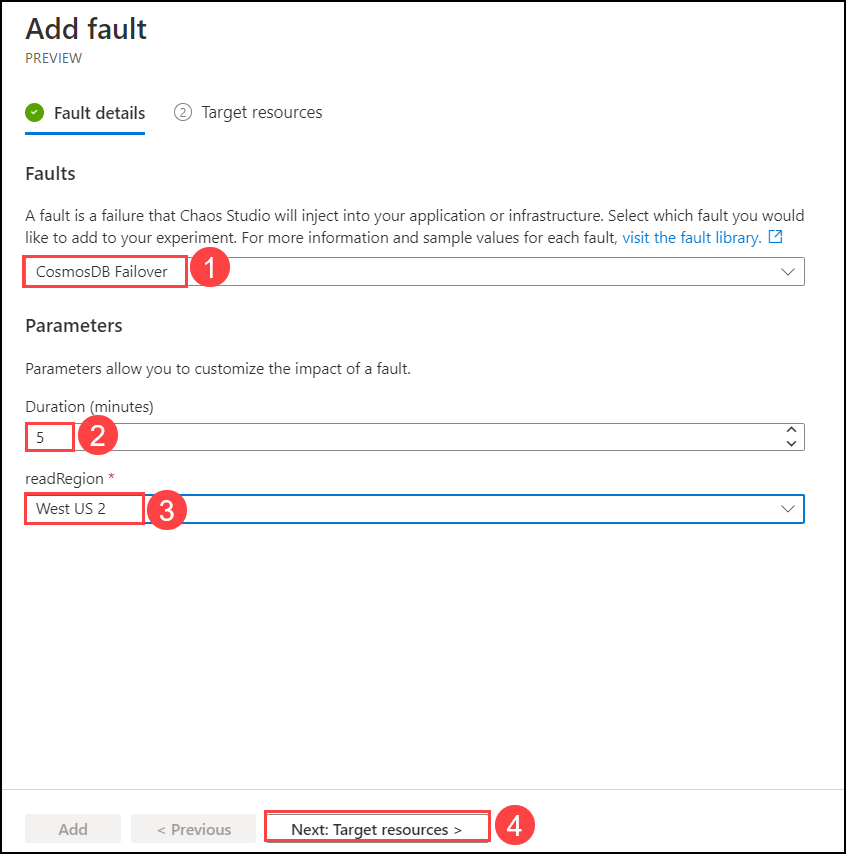 Add fault
PREVIEW
Fault details
2 Target resources
Faults
A fault is a failure that Chaos Studio will inject into your application or infrastructure. Select which fault you would
like to add to your experiment. For more information and sample values for each fault, visit the fault library.
CosmosDB Failover 1
Parameters
Parameters allow you to customize the impact of a fault.
Duration (minutes)
5 2
readRegion *
West US 2 3
Add < Previous Next: Target resources > 4